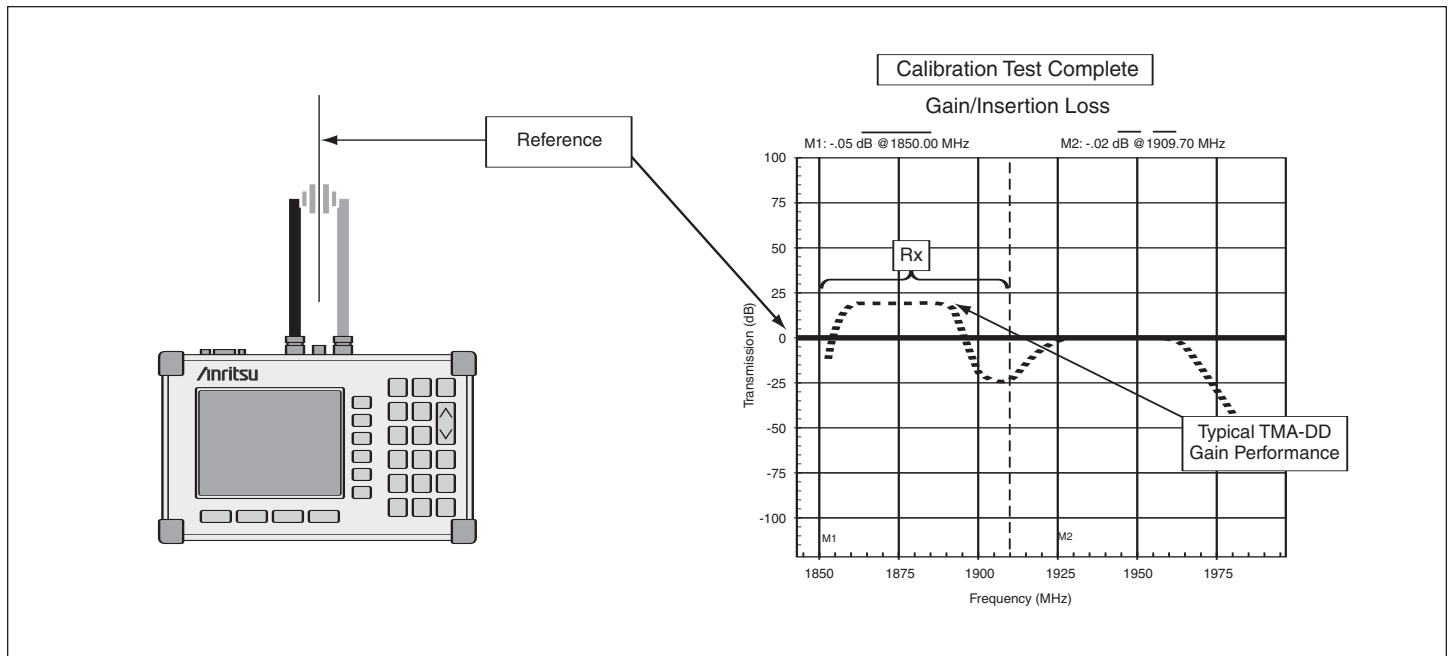 Calibration Test Complete
Gain/Insertion Loss
Reference
M1: -.05 dB @1850.00 MHz
M2: -.02 dB @1909.70 MHz
100
75
50
25
0
-25
-50
-75
-100
Transmission (dB)
Rx
Anritsu
Typical TMA-DD
Gain Performance
M1
M2
1850
1875
1900
1925
1950
1975
Frequency (MHz)